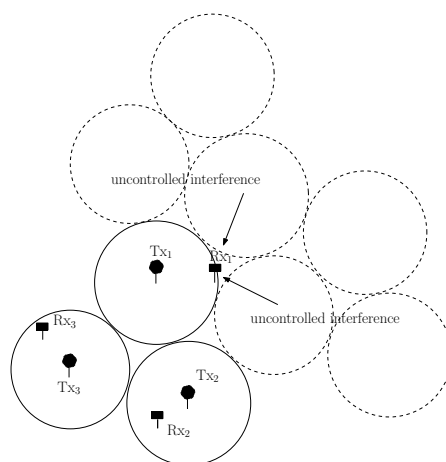 uncontrolled interference
Tx1
Rx1
uncontrolled interference
Rx3
Tx3
Tx2
Rx2